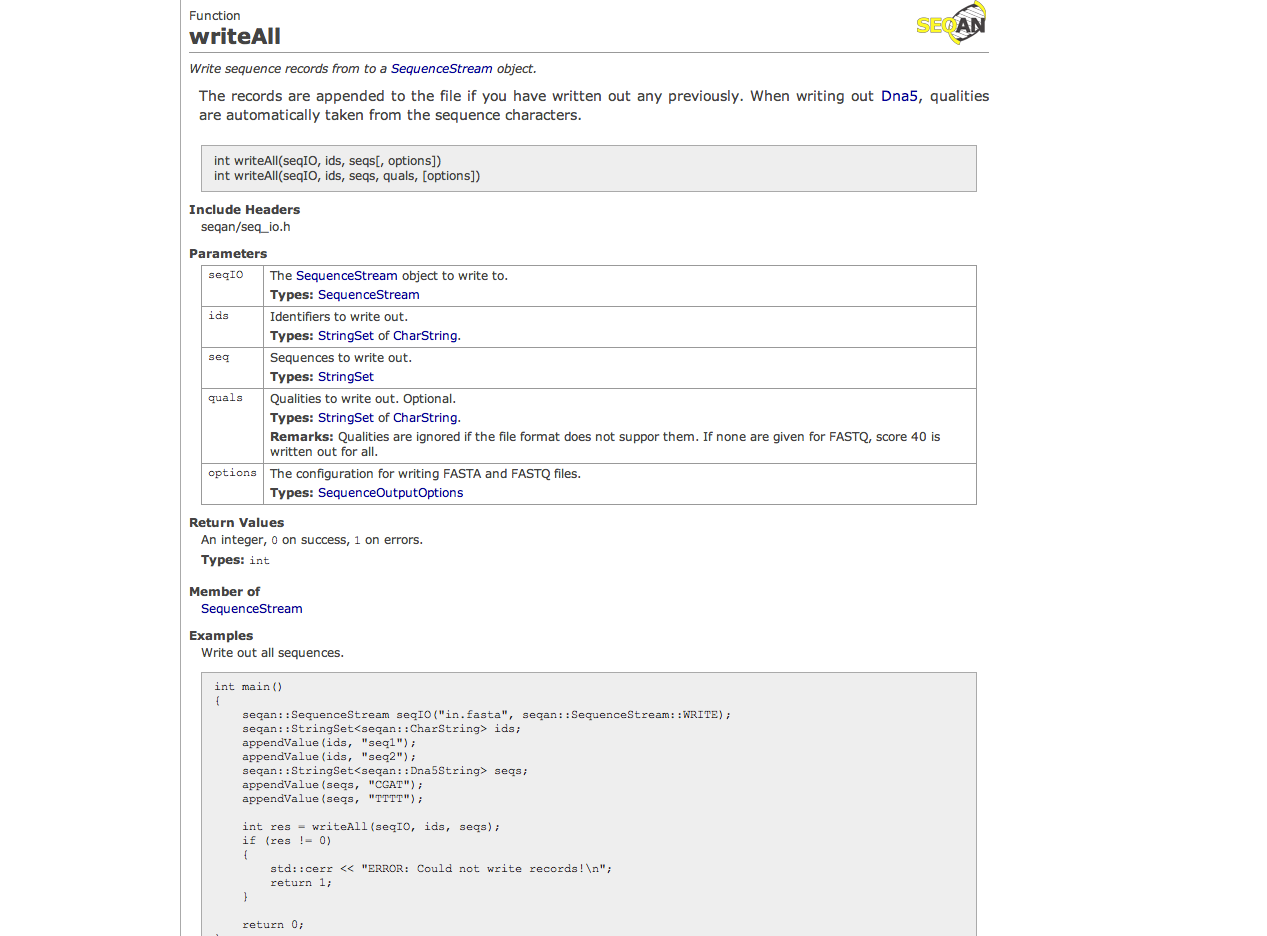 Function
writeAll
SEQAN
Write sequence records from to a SequenceStream object.
The records are appended to the file if you have written out any previously. When writing out Dna5, qualities
are automatically taken from the sequence characters.
int writeAll(seqIO, ids, seqs[, options])
int writeAll(seqIO, ids, seqs, quals, [options])
Include Headers
seqan/seq_io.h
Parameters
seqIO The SequenceStream object to write to.
Types: SequenceStream
ids Identifiers to write out.
Types: StringSet of CharString.
seq Sequences to write out.
Types: StringSet
quals Qualities to write out. Optional.
Types: StringSet of CharString.
Remarks: Qualities are ignored if the file format does not suppor them. If none are given for FASTQ, score 40 is
written out for all.
options The configuration for writing FASTA and FASTQ files.
Types: SequenceOutputOptions
Return Values
An integer, 0 on success, 1 on errors.
Types: int
Member of
SequenceStream
Examples
Write out all sequences.
int main()
{
    seqan::SequenceStream seqIO("in.fasta", seqan::SequenceStream::WRITE);
    seqan::StringSet<seqan::CharString> ids;
    appendValue(ids, "seq1");
    appendValue(ids, "seq2");
    seqan::StringSet<seqan::Dna5String> seqs;
    appendValue(seqs, "CGAT");
    appendValue(seqs, "TTTT");
    int res = writeAll(seqIO, ids, seqs);
    if (res != 0)
    {
        std::cerr << "ERROR: Could not write records!\n";
        return 1;
    }
    return 0;